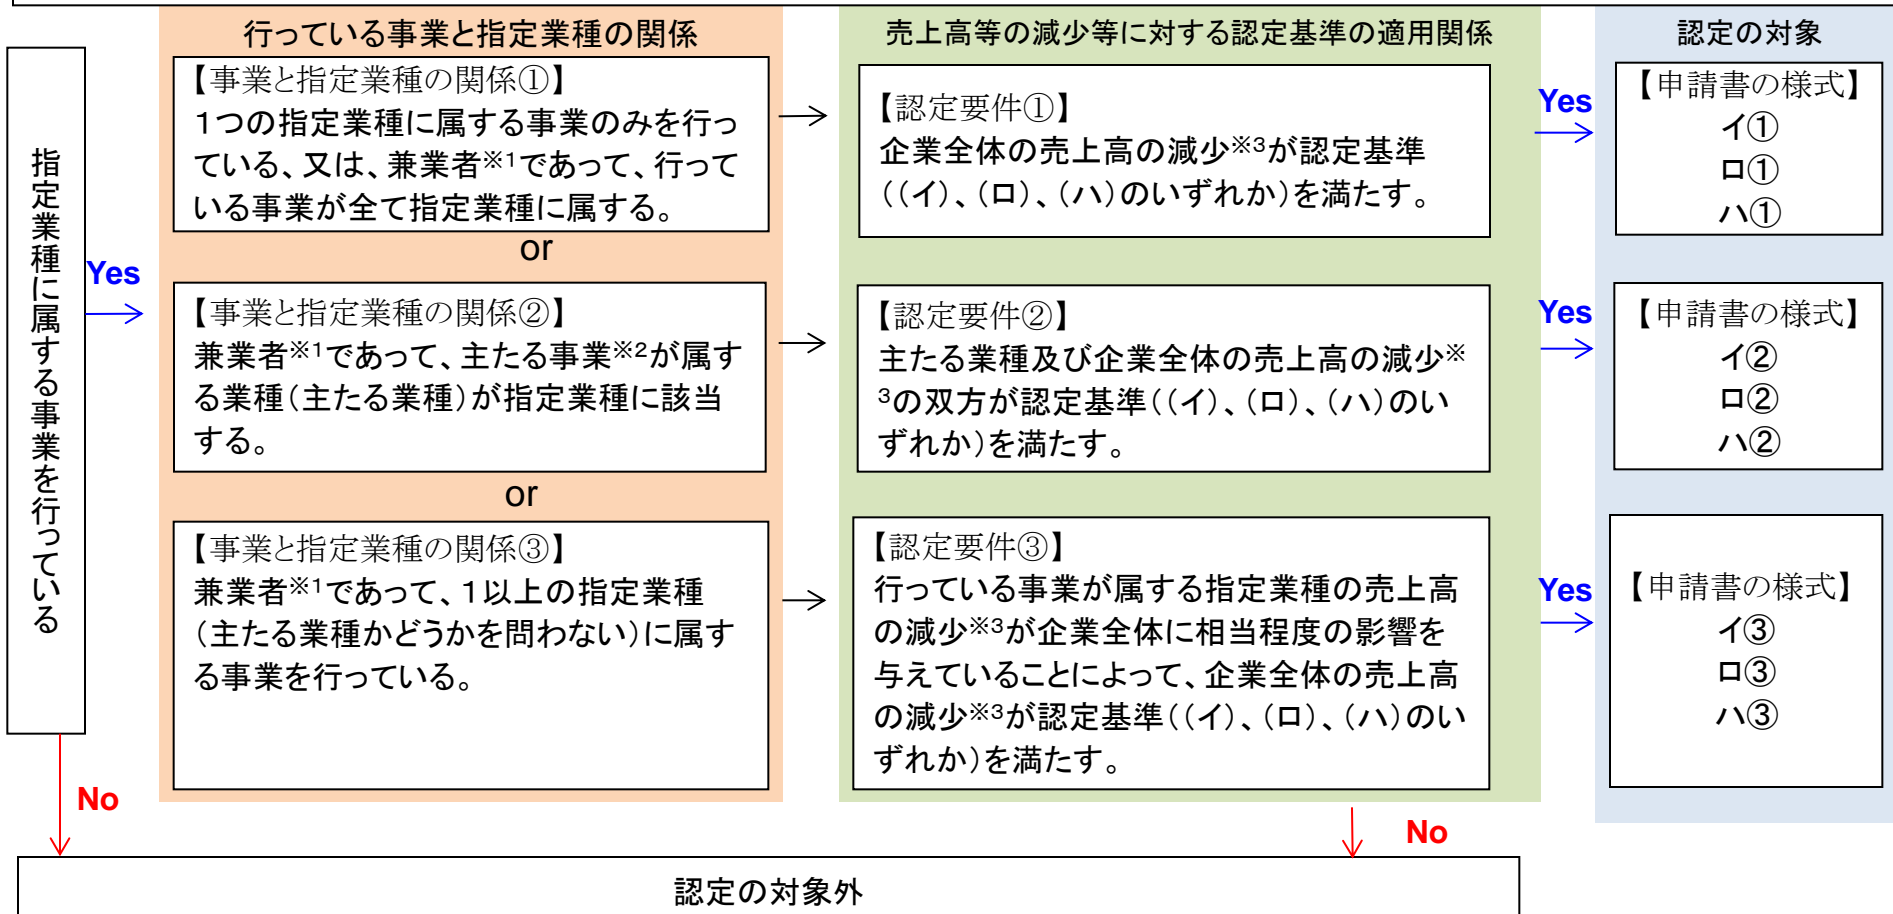 行っている事業と指定業種の関係
売上高等の減少等に対する認定基準の適用関係
認定の対象
指定業種に属する事業を行っている
Yes
No
【事業と指定業種の関係①】
1つの指定業種に属する事業のみを行っ
ている、又は、兼業者※1であって、行って
いる事業が全て指定業種に属する。
or
【事業と指定業種の関係②】
兼業者※1であって、主たる事業※2が属す
る業種(主たる業種)が指定業種に該当
する。
or
【事業と指定業種の関係③】
兼業者※1であって、1以上の指定業種
(主たる業種かどうかを問わない)に属す
る事業を行っている。
【認定要件①】
企業全体の売上高の減少※3が認定基準
((イ)、(ロ)、(ハ)のいずれか)を満たす。
【認定要件②】
主たる業種及び企業全体の売上高の減少※
3の双方が認定基準((イ)、(ロ)、(ハ)のい
ずれか)を満たす。
【認定要件③】
行っている事業が属する指定業種の売上高
の減少※3が企業全体に相当程度の影響を
与えていることによって、企業全体の売上高
の減少※3が認定基準((イ)、(ロ)、(ハ)のい
ずれか)を満たす。
Yes
【申請書の様式】
イ①
ロ①
ハ①
Yes
【申請書の様式】
イ②
ロ②
ハ②
Yes
【申請書の様式】
イ③
ロ③
ハ③
No
認定の対象外